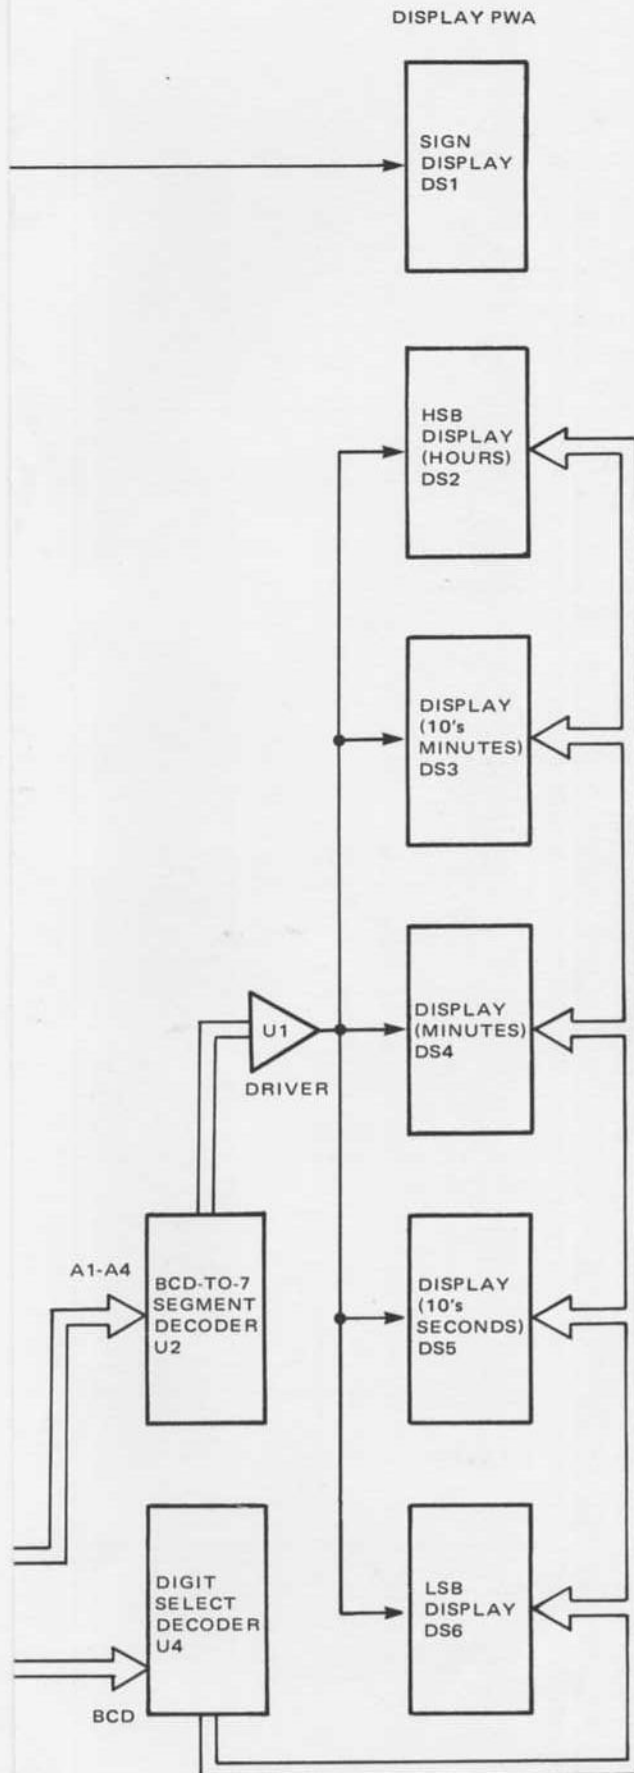 DISPLAY PWA
SIGN
DISPLAY
DS1
HSB
DISPLAY
(HOURS)
DS2
DISPLAY
(10's
MINUTES)
DS3
DISPLAY
(MINUTES)
DS4
U1
DRIVER
A1-A4
BCD-TO-7
SEGMENT
DECODER
U2
DISPLAY
(10's
SECONDS)
DS5
DIGIT
SELECT
DECODER
U4
BCD
LSB
DISPLAY
DS6